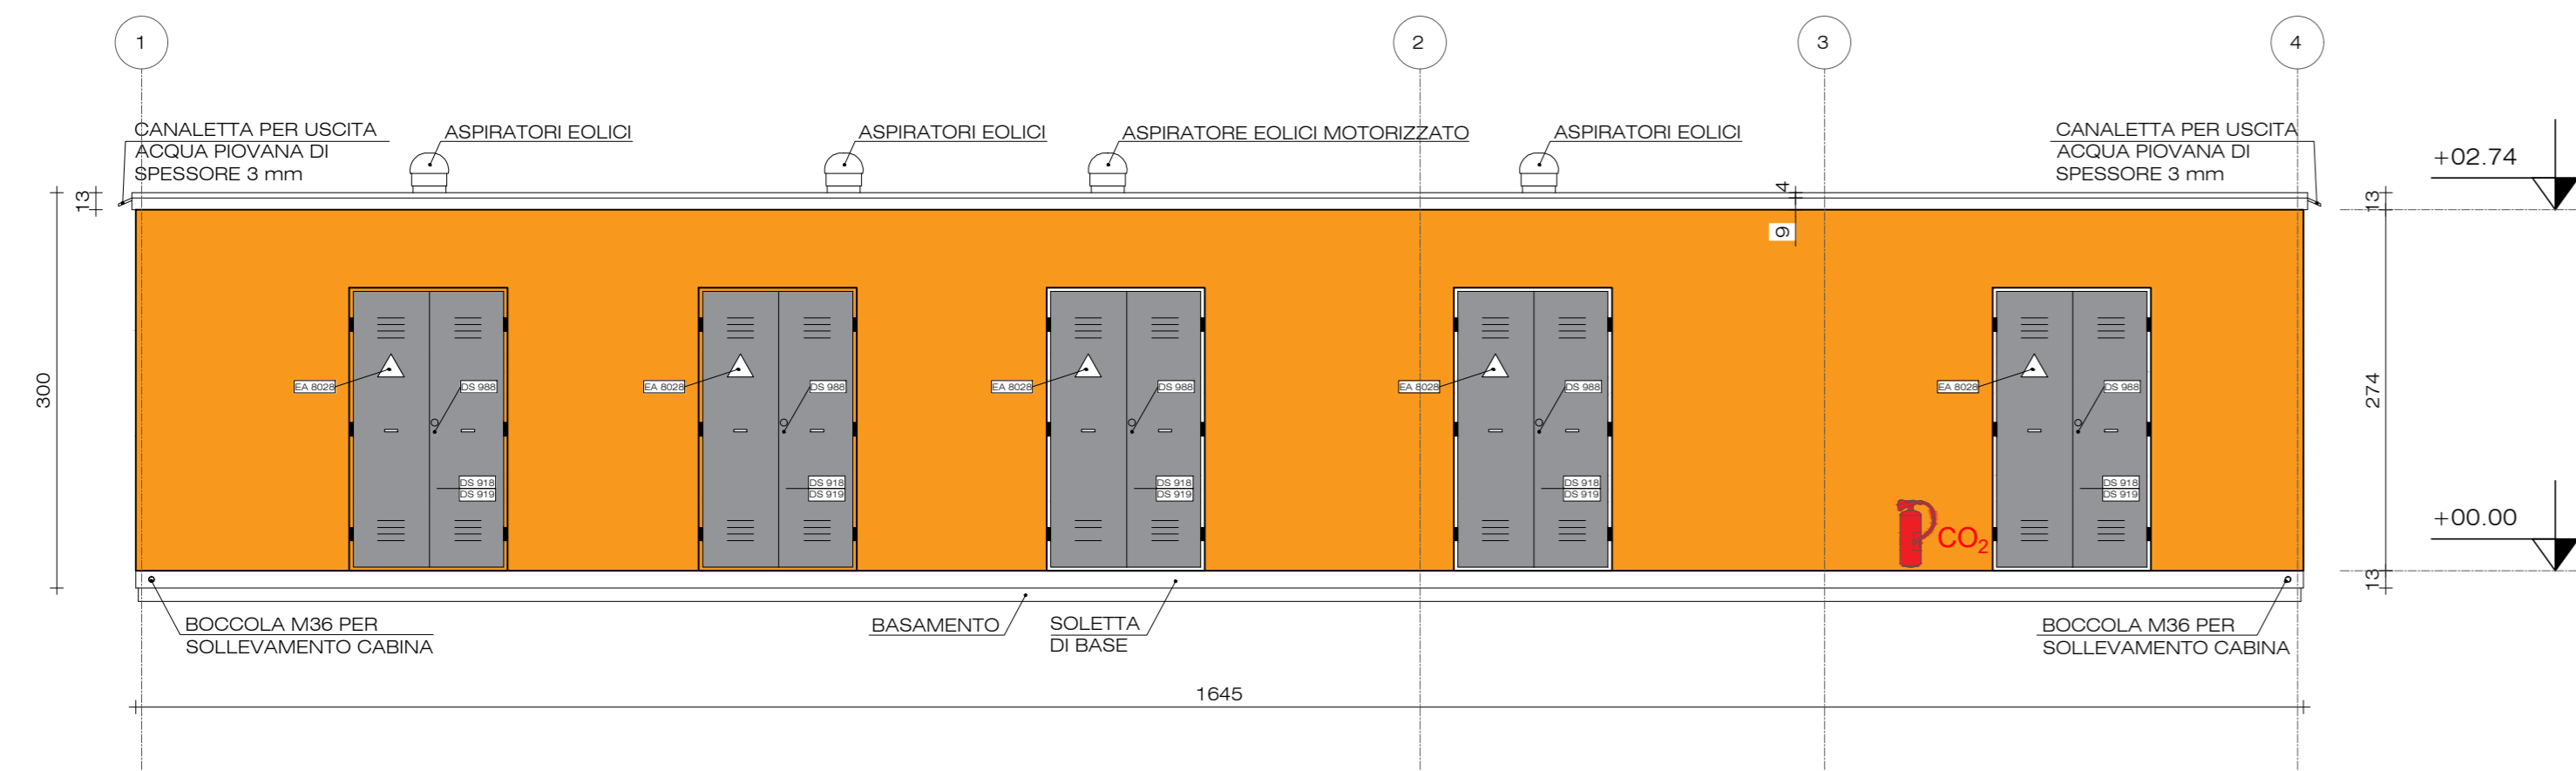 1
2
3
4
CANALETTA PER USCITA
ACQUA PIOVANA DI
SPESSORE 3 mm
ASPIRATORI EOLICI
ASPIRATORI EOLICI
ASPIRATORE EOLICI MOTORIZZATO
ASPIRATORI EOLICI
CANALETTA PER USCITA
ACQUA PIOVANA DI
SPESSORE 3 mm
+02.74
13
4
13
9
300
274
EA 8028
DS 988
EA 8028
DS 988
EA 8028
DS 988
EA 8028
DS 988
EA 8028
DS 988
DS 918
DS 919
DS 918
DS 919
DS 918
DS 919
DS 918
DS 919
DS 918
DS 919
CO₂
+00.00
13
BOCCOLA M36 PER
SOLLEVAMENTO CABINA
BASAMENTO
SOLETTA
DI BASE
BOCCOLA M36 PER
SOLLEVAMENTO CABINA
1645